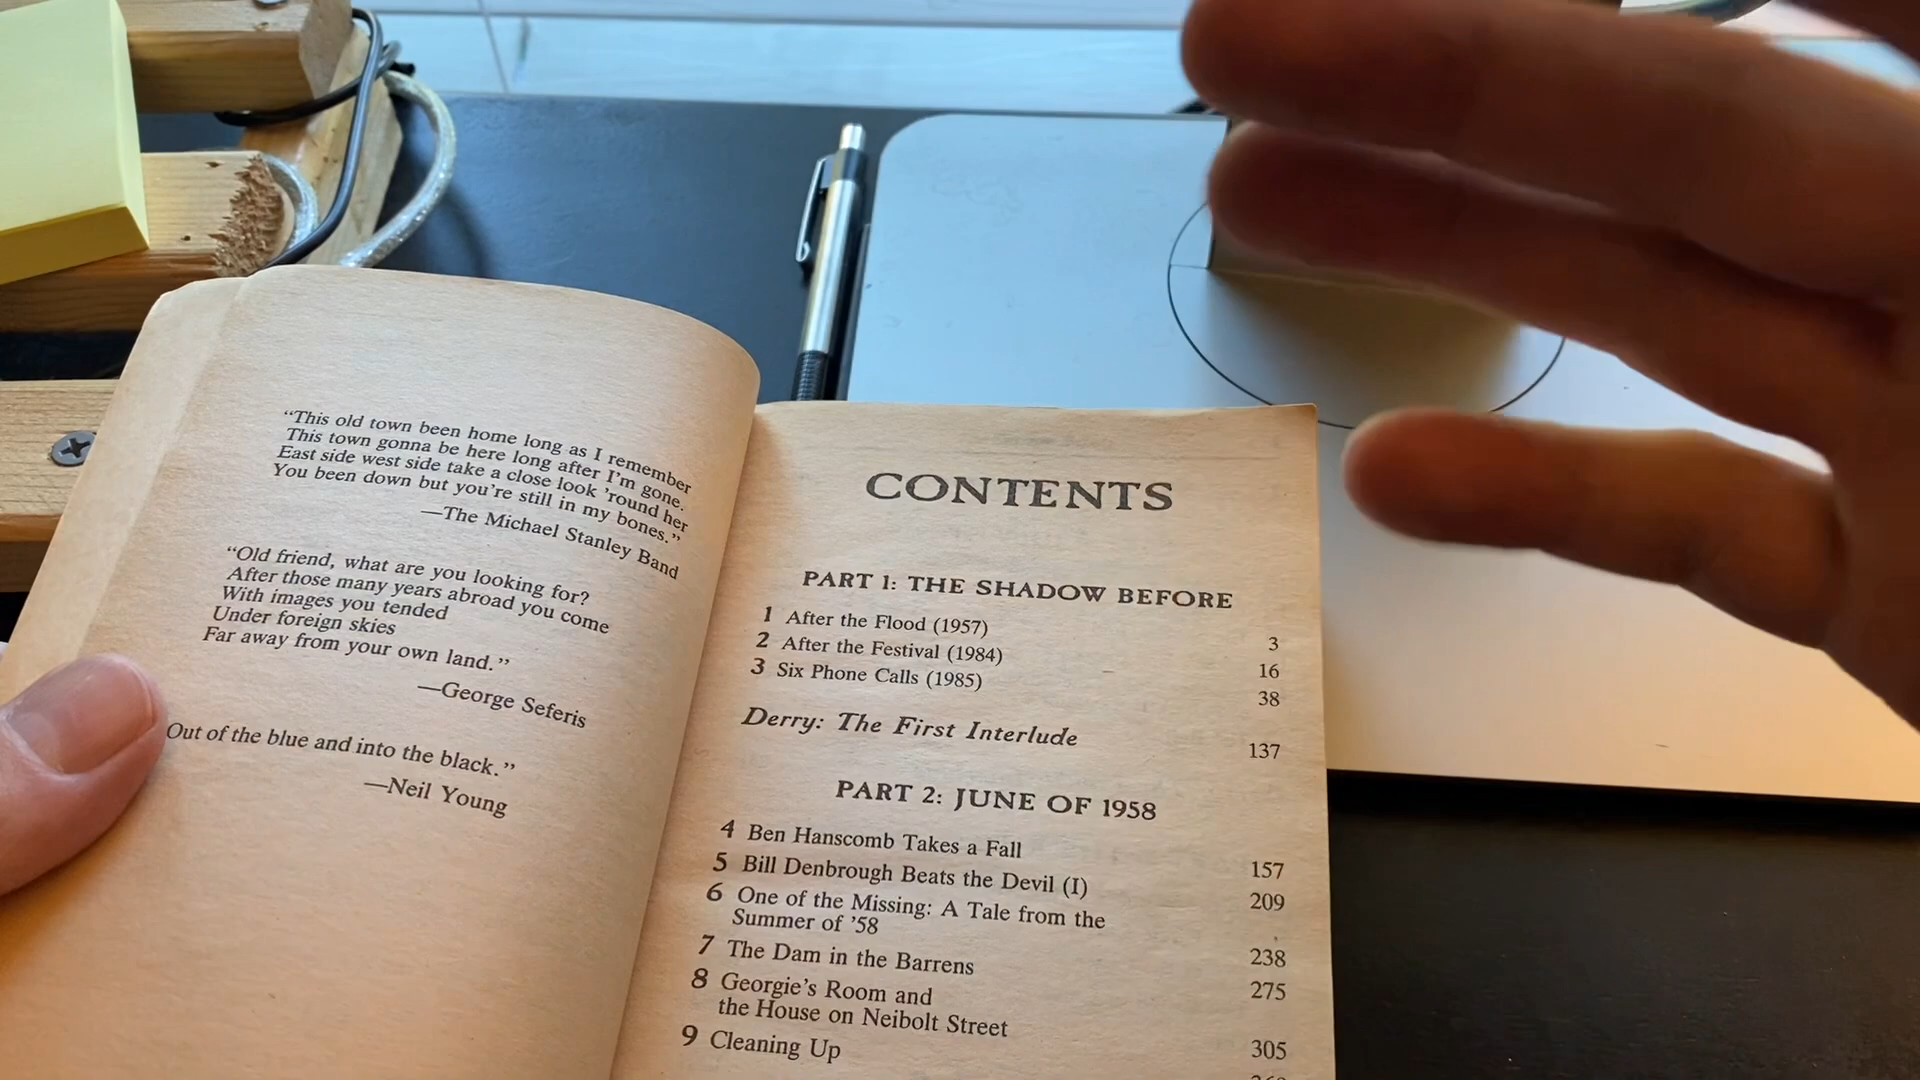 “This old town been home long as I remember
This town gonna be here long after I’m gone.
East side west side take a close look ’round her
You been down but you’re still in my bones.”
—The Michael Stanley Band
“Old friend, what are you looking for?
After those many years abroad you come
With images you tended
Under foreign skies
Far away from your own land.”
—George Seferis
Out of the blue and into the black.”
—Neil Young
CONTENTS
PART 1: THE SHADOW BEFORE
1 After the Flood (1957) 3
2 After the Festival (1984) 16
3 Six Phone Calls (1985) 38
Derry: The First Interlude 137
PART 2: JUNE OF 1958
4 Ben Hanscomb Takes a Fall 157
5 Bill Denbrough Beats the Devil (I) 209
6 One of the Missing: A Tale from the
Summer of ’58 238
7 The Dam in the Barrens 275
8 Georgie’s Room and
the House on Neibolt Street 305
9 Cleaning Up